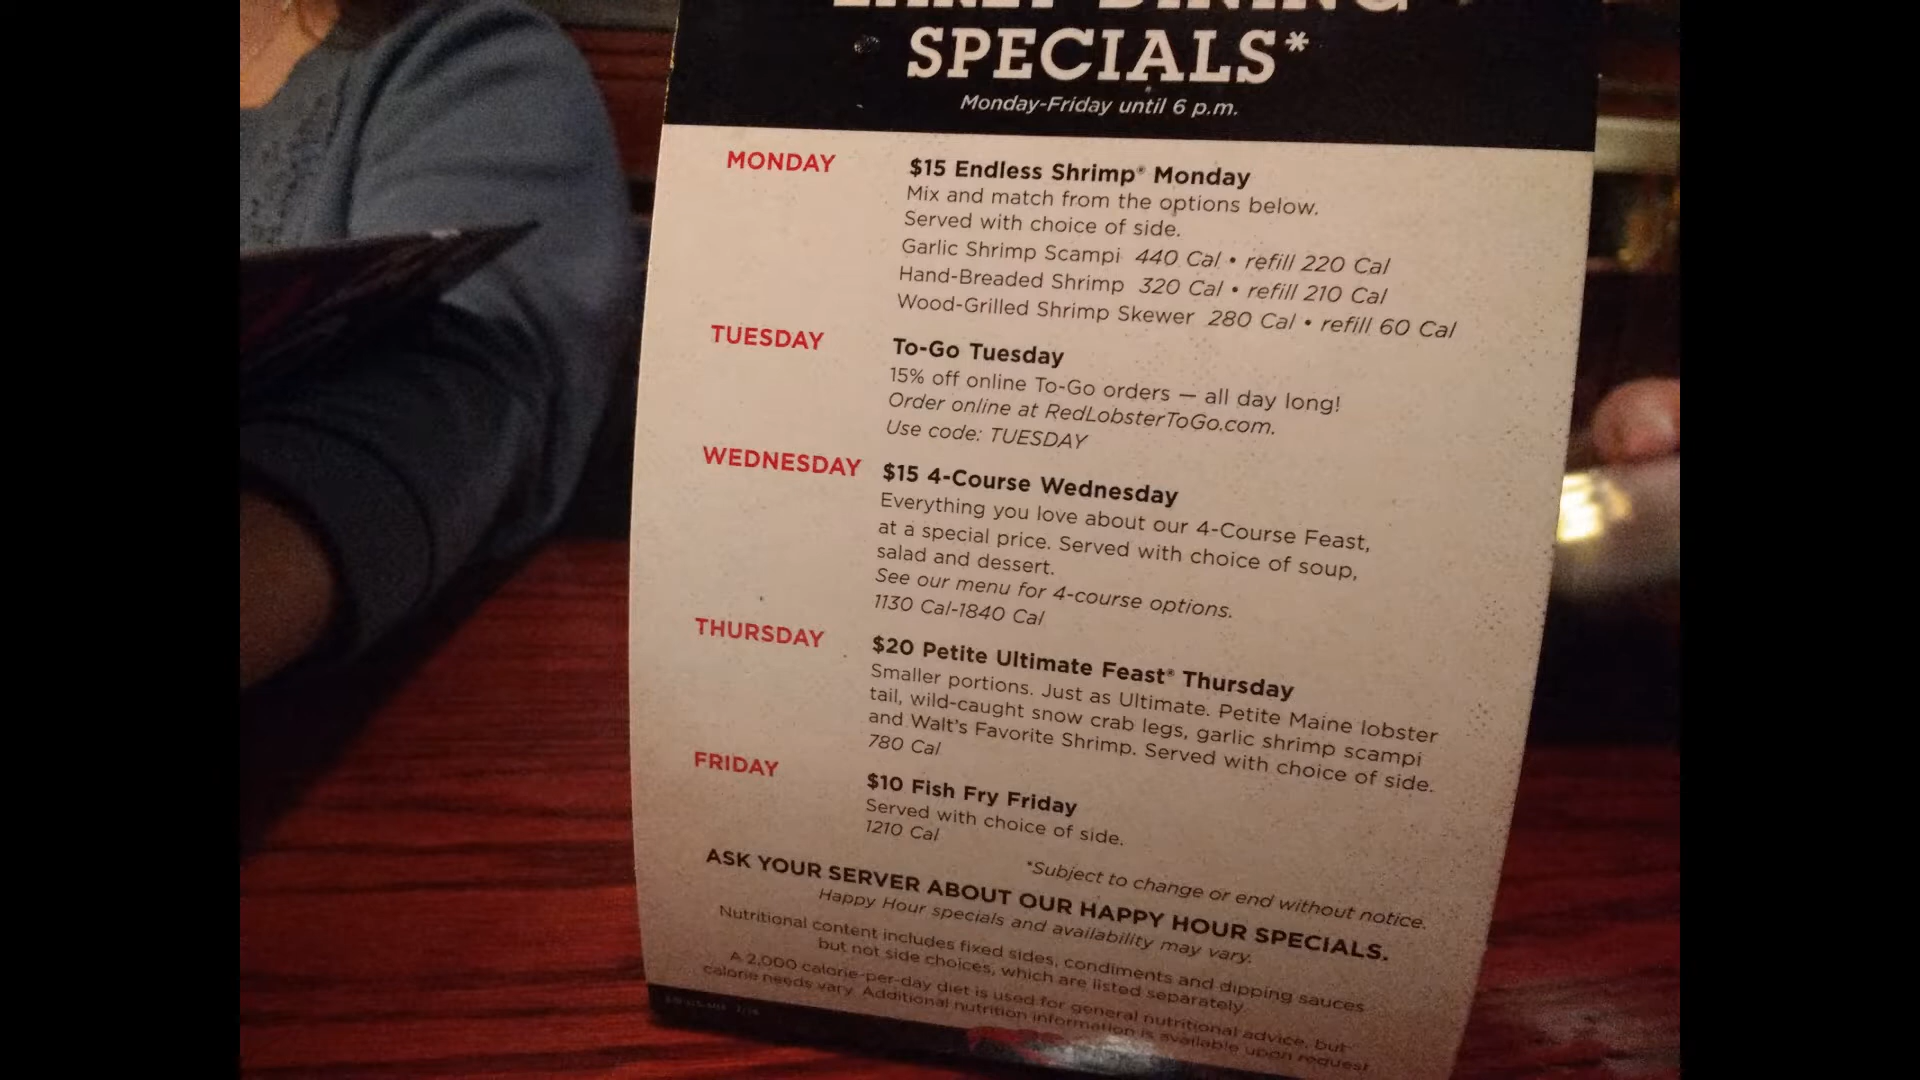 EARLY DINING
SPECIALS*
Monday-Friday until 6 p.m.
MONDAY
$15 Endless Shrimp® Monday
Mix and match from the options below.
Served with choice of side.
Garlic Shrimp Scampi 440 Cal • refill 220 Cal
Hand-Breaded Shrimp 320 Cal • refill 210 Cal
Wood-Grilled Shrimp Skewer 280 Cal • refill 60 Cal
TUESDAY
To-Go Tuesday
15% off online To-Go orders — all day long!
Order online at RedLobsterToGo.com.
Use code: TUESDAY
WEDNESDAY
$15 4-Course Wednesday
Everything you love about our 4-Course Feast,
at a special price. Served with choice of soup,
salad and dessert.
See our menu for 4-course options.
1130 Cal-1840 Cal
THURSDAY
$20 Petite Ultimate Feast® Thursday
Smaller portions. Just as Ultimate. Petite Maine lobster
tail, wild-caught snow crab legs, garlic shrimp scampi
and Walt's Favorite Shrimp. Served with choice of side.
780 Cal
FRIDAY
$10 Fish Fry Friday
Served with choice of side.
1210 Cal
*Subject to change or end without notice.
ASK YOUR SERVER ABOUT OUR HAPPY HOUR SPECIALS.
Happy Hour specials and availability may vary.
Nutritional content includes fixed sides, condiments and dipping sauces
but not side choices, which are listed separately.
A 2,000 calorie-per-day diet is used for general nutritional advice, but
calorie needs vary. Additional nutrition information is available upon request